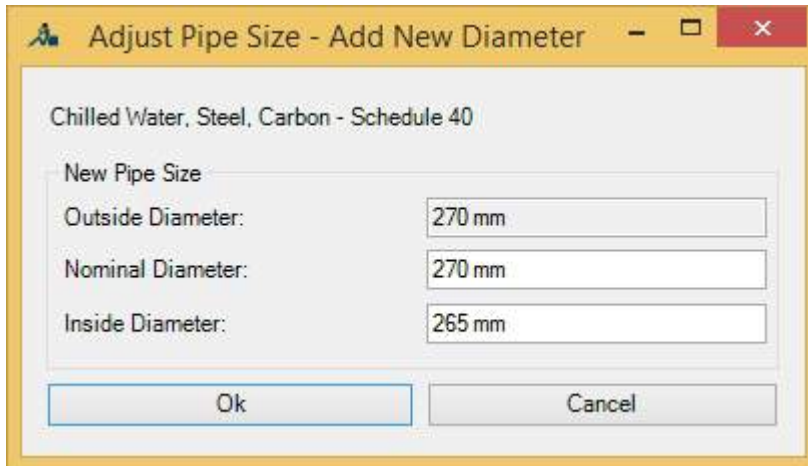 Adjust Pipe Size - Add New Diameter
Chilled Water, Steel, Carbon - Schedule 40
New Pipe Size
Outside Diameter: 270 mm
Nominal Diameter: 270 mm
Inside Diameter: 265 mm
Ok Cancel